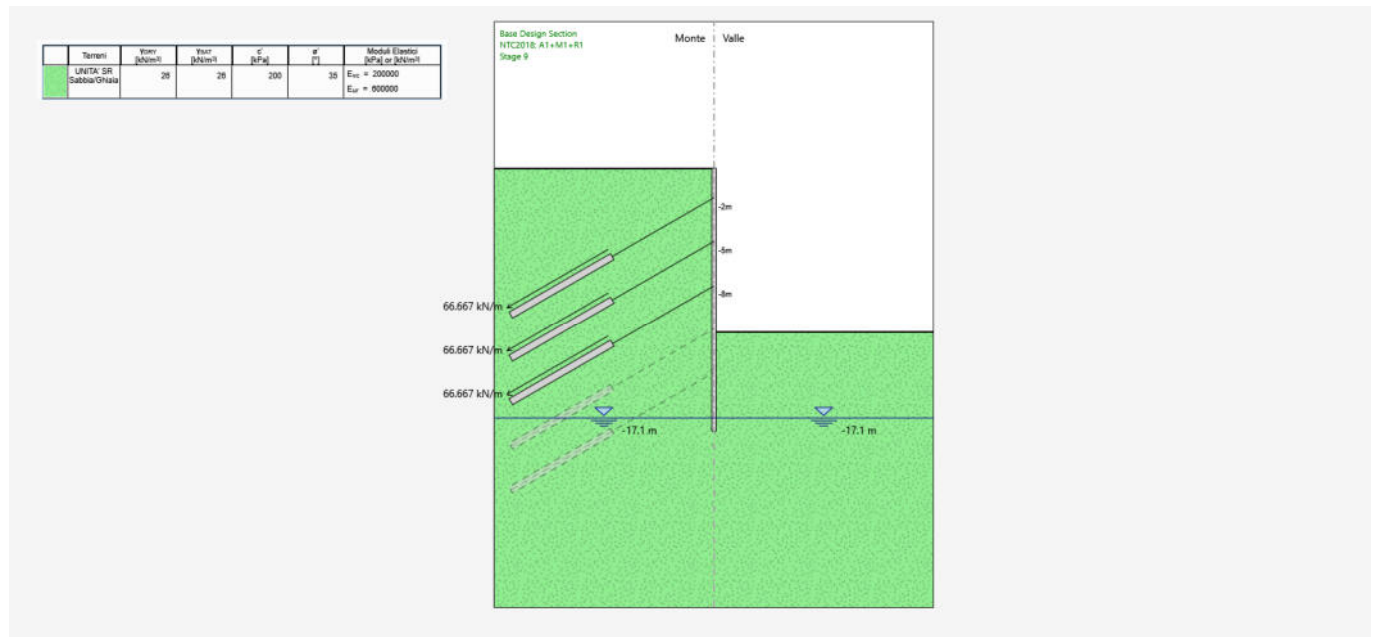 Base Design Section
NTC2018: A1+M1+R1
Stage 9
Monte
Valle
Terreni γDRY γSAT c' ø' Moduli Elastici
[kN/m³] [kN/m³] [kPa] [°] [kPa] or [kN/m³]
UNITA' SR 26 26 200 35 Evc = 200000
Sabbia/Ghiaia
Eur = 600000
-2m
-5m
-8m
66.667 kN/m
66.667 kN/m
66.667 kN/m
-17.1 m
-17.1 m